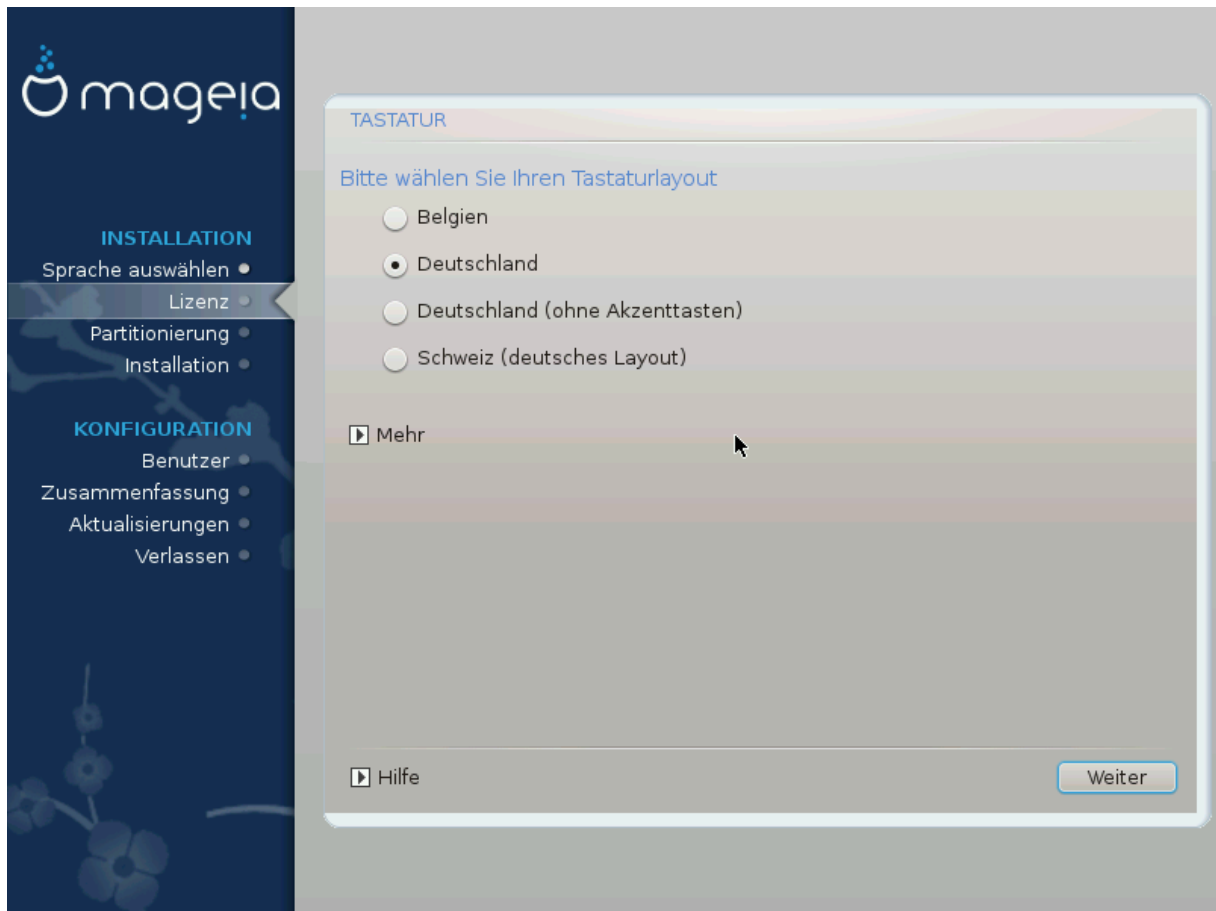 mageia
INSTALLATION
Sprache auswählen
Lizenz
Partitionierung
Installation
KONFIGURATION
Benutzer
Zusammenfassung
Aktualisierungen
Verlassen
TASTATUR
Bitte wählen Sie Ihren Tastaturlayout
Belgien
Deutschland
Deutschland (ohne Akzenttasten)
Schweiz (deutsches Layout)
Mehr
Hilfe
Weiter